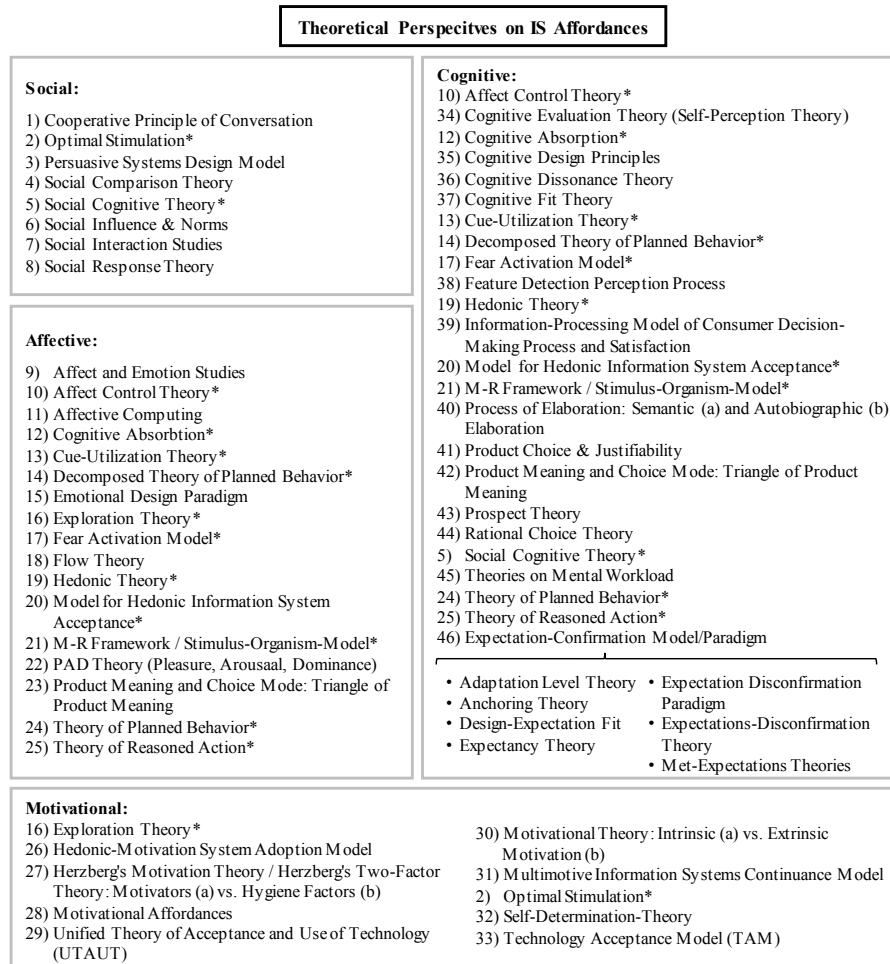 Theoretical Perspecitves on IS Affordances
Social:
1) Cooperative Principle of Conversation
2) Optimal Stimulation*
3) Persuasive Systems Design Model
4) Social Comparison Theory
5) Social Cognitive Theory*
6) Social Influence & Norms
7) Social Interaction Studies
8) Social Response Theory
Affective:
9) Affect and Emotion Studies
10) Affect Control Theory*
11) Affective Computing
12) Cognitive Absorbtion*
13) Cue-Utilization Theory*
14) Decomposed Theory of Planned Behavior*
15) Emotional Design Paradigm
16) Exploration Theory*
17) Fear Activation Model*
18) Flow Theory
19) Hedonic Theory*
20) Model for Hedonic Information System
Acceptance*
21) M-R Framework / Stimulus-Organism-Model*
22) PAD Theory (Pleasure, Arousaal, Dominance)
23) Product Meaning and Choice Mode: Triangle of
Product Meaning
24) Theory of Planned Behavior*
25) Theory of Reasoned Action*
Cognitive:
10) Affect Control Theory*
34) Cognitive Evaluation Theory (Self-Perception Theory)
12) Cognitive Absorption*
35) Cognitive Design Principles
36) Cognitive Dissonance Theory
37) Cognitive Fit Theory
13) Cue-Utilization Theory*
14) Decomposed Theory of Planned Behavior*
17) Fear Activation Model*
38) Feature Detection Perception Process
19) Hedonic Theory*
39) Information-Processing Model of Consumer Decision-
Making Process and Satisfaction
20) Model for Hedonic Information System Acceptance*
21) M-R Framework / Stimulus-Organism-Model*
40) Process of Elaboration: Semantic (a) and Autobiographic (b)
Elaboration
41) Product Choice & Justifiability
42) Product Meaning and Choice Mode: Triangle of Product
Meaning
43) Prospect Theory
44) Rational Choice Theory
5) Social Cognitive Theory*
45) Theories on Mental Workload
24) Theory of Planned Behavior*
25) Theory of Reasoned Action*
46) Expectation-Confirmation Model/Paradigm
• Adaptation Level Theory
• Anchoring Theory
• Design-Expectation Fit
• Expectancy Theory
• Expectation Disconfirmation
Paradigm
• Expectations-Disconfirmation
Theory
• Met-Expectations Theories
Motivational:
16) Exploration Theory*
26) Hedonic-Motivation System Adoption Model
27) Herzberg's Motivation Theory / Herzberg's Two-Factor
Theory: Motivators (a) vs. Hygiene Factors (b)
28) Motivational Affordances
29) Unified Theory of Acceptance and Use of Technology
(UTAUT)
30) Motivational Theory: Intrinsic (a) vs. Extrinsic
Motivation (b)
31) Multimotive Information Systems Continuance Model
2) Optimal Stimulation*
32) Self-Determination-Theory
33) Technology Acceptance Model (TAM)